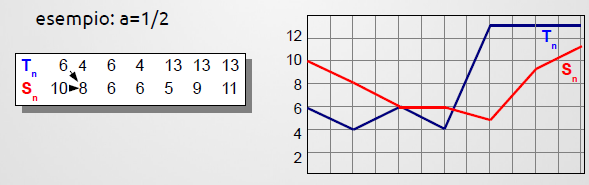 esempio: a=1/2
Tn 6 4 6 4 13 13 13
Sn 10 8 6 6 5 9 11
12
10
8
6
4
2
Tn
Sn